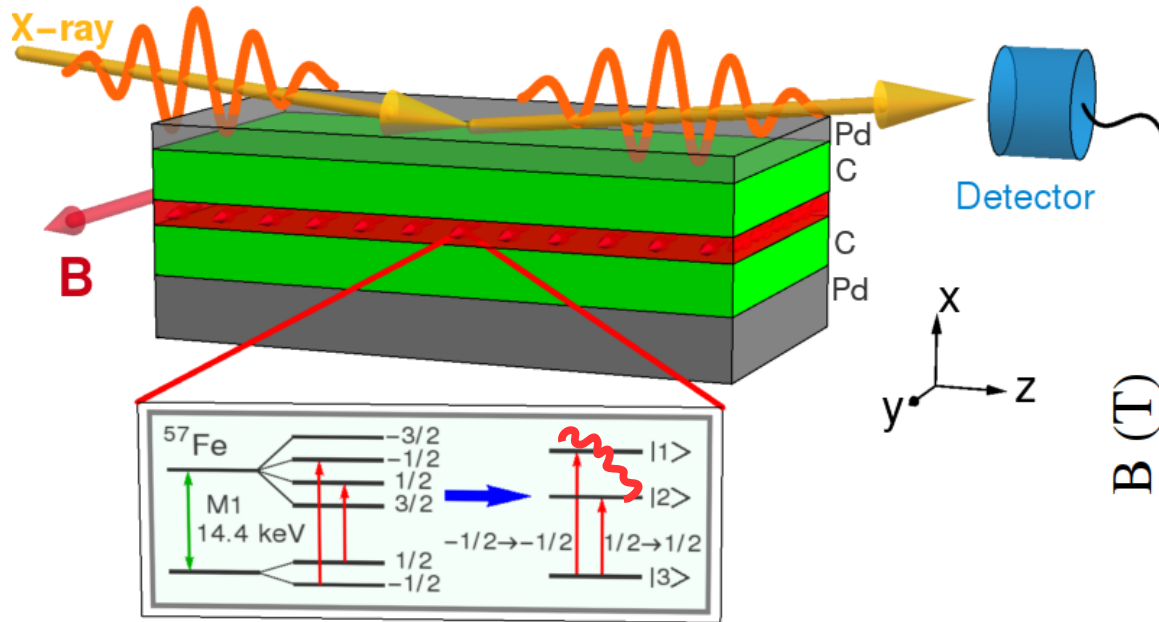 X-ray
Pd
C
C
Pd
Detector
B
x
y
z
B (T)
57Fe
M1
14.4 keV
-3/2
-1/2
1/2
3/2
1/2
-1/2
-1/2→-1/2
1/2→1/2
|1>
|2>
|3>